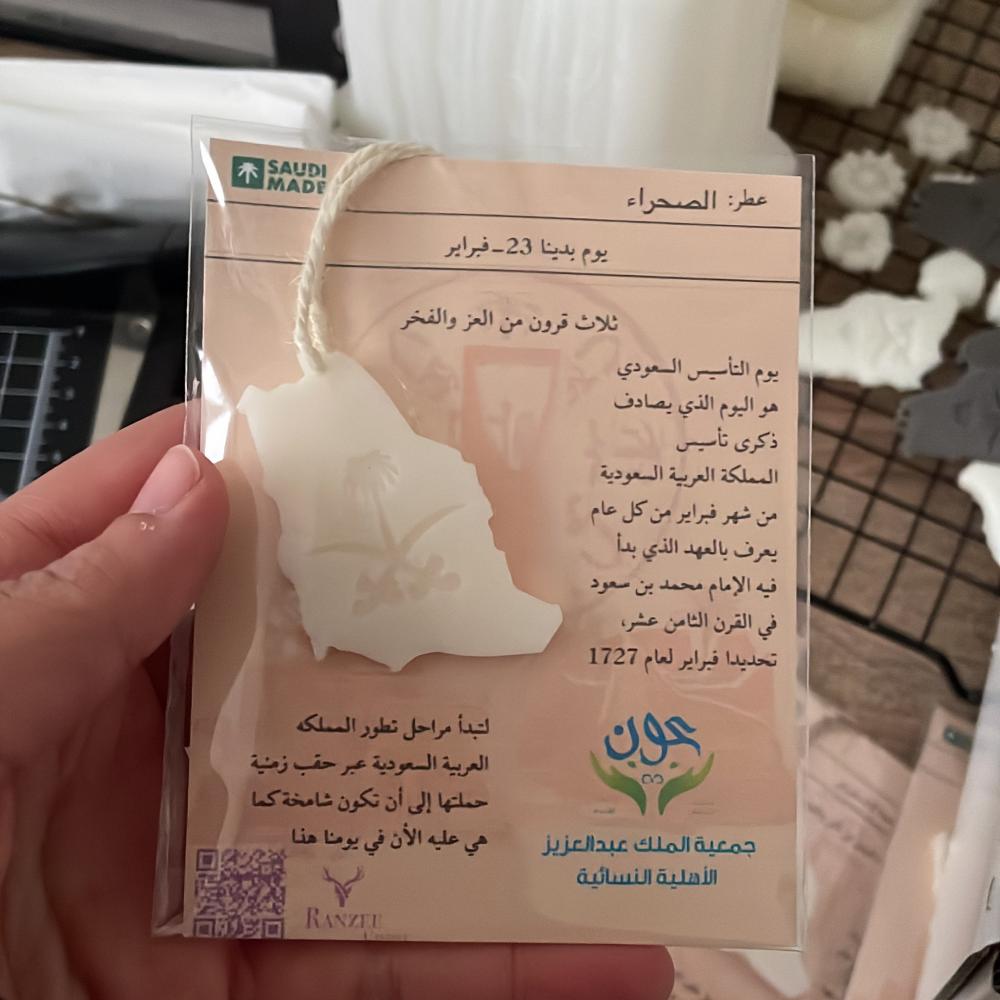 SAUDI
MADE
عطر: الصحراء
يوم بدينا 23_فبراير
ثلاث قرون من العز والفخر
يوم التأسيس السعودي
هو اليوم الذي يصادف
ذكرى تأسيس
المملكة العربية السعودية
من شهر فبراير من كل عام
يعرف بالعهد الذي بدأ
فيه الإمام محمد بن سعود
في القرن الثامن عشر،
تحديدا فبراير لعام 1727
لتبدأ مراحل تطور المملكه
العربية السعودية عبر حقب زمنية
حملتها إلى أن تكون شامخة كما
هي عليه الأن في يومنا هنا
عون
جمعية الملك عبدالعزيز
الأهلية النسائية